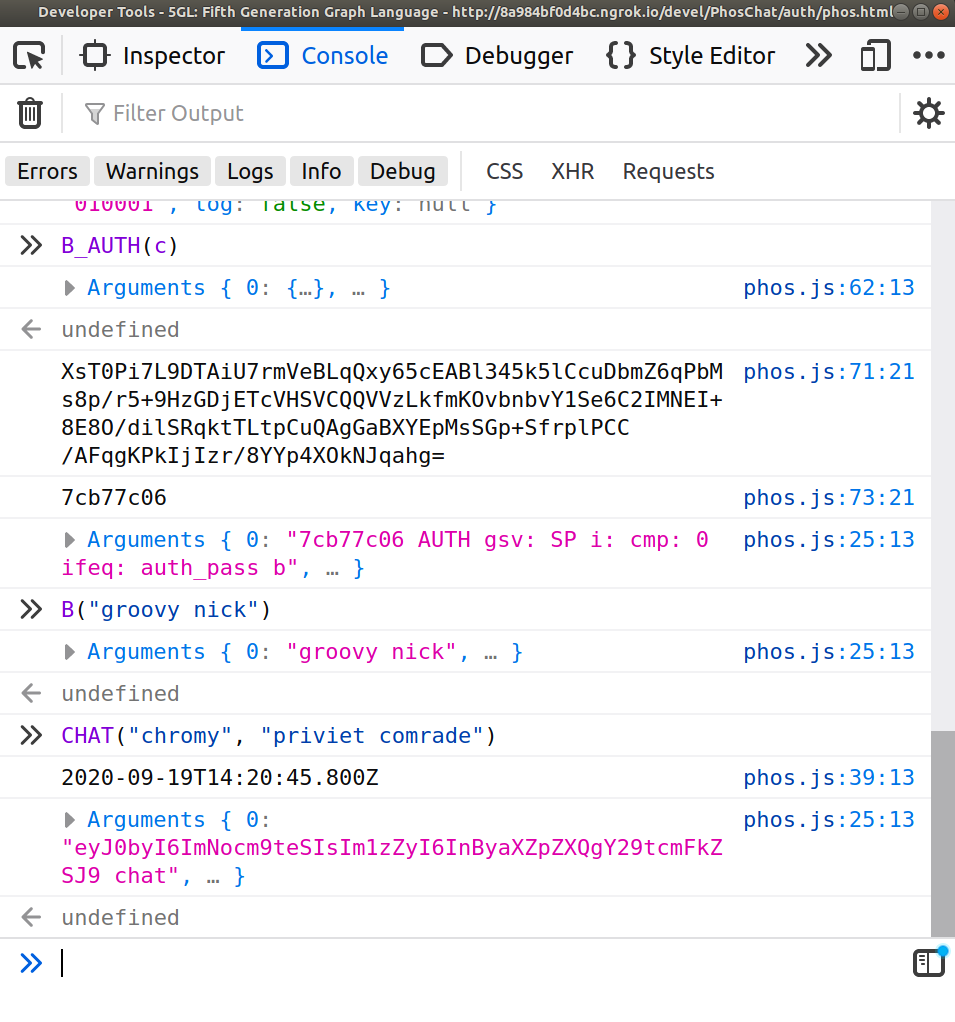 Developer Tools - 5GL: Fifth Generation Graph Language - http://8a984bf0d4bc.ngrok.io/devel/PhosChat/auth/phos.html
Inspector Console Debugger Style Editor
Filter Output
Errors Warnings Logs Info Debug CSS XHR Requests
010001", log: false, key: null }
B_AUTH(c)
Arguments { 0: {…}, … } phos.js:62:13
undefined
XsT0Pi7L9DTAiU7rmVeBLqQxy65cEABl345k5lCcuDbmZ6qPbM phos.js:71:21
s8p/r5+9HzGDjETcVHSVCQQVVzLkfmKOvbnbvY1Se6C2IMNEI+
8E8O/dilSRqktTLtpCuQAgGaBXYEpMsSGp+SfrplPCC
/AFqgKPkIjIzr/8YYp4XOkNJqahg=
7cb77c06 phos.js:73:21
Arguments { 0: "7cb77c06 AUTH gsv: SP i: cmp: 0 phos.js:25:13
ifeq: auth_pass b", … }
B("groovy nick")
Arguments { 0: "groovy nick", … } phos.js:25:13
undefined
CHAT("chromy", "priviet comrade")
2020-09-19T14:20:45.800Z phos.js:39:13
Arguments { 0: phos.js:25:13
"eyJ0byI6ImNocm9teSIsIm1zZyI6InByaXZpZXQgY29tcmFkZ
SJ9 chat", … }
undefined